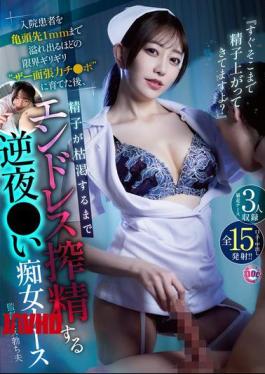 入院患者を
亀頭先1mmまで
溢れ出るほどの
限界ギリギリ
“ザー面張力チ●ポ”
に育てた後、
精子が枯渇するまで
エンドレス搾精する
逆夜●い痴女ナース
「すぐそこまで
精子上がって
きてますよ？」
3人
収録
全15発射!!
JAVHD